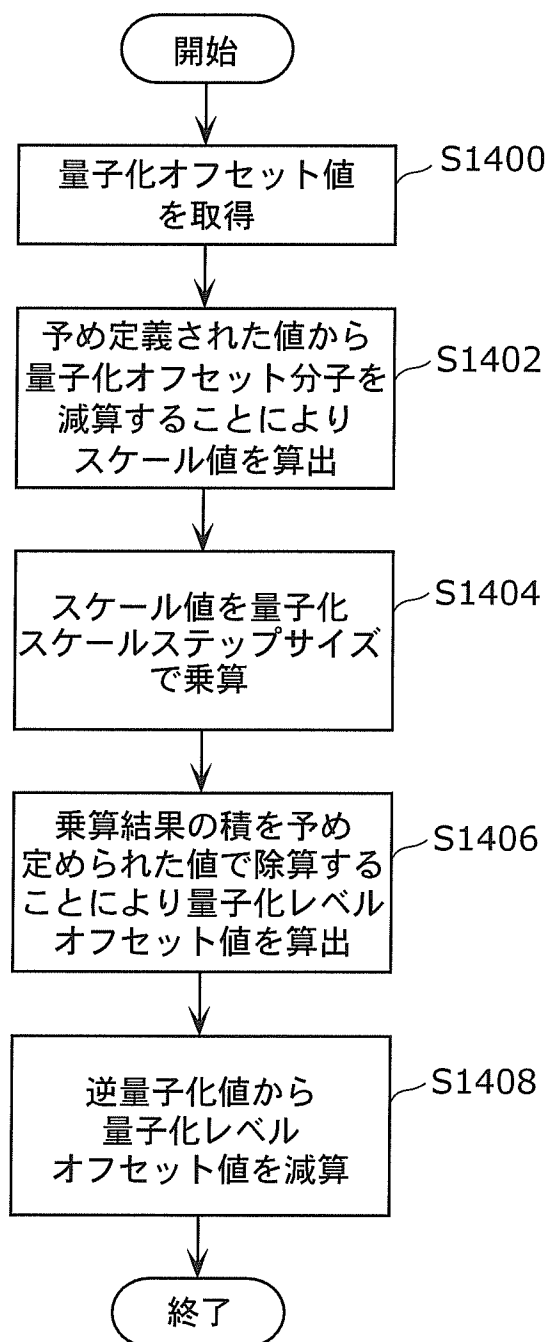 開始
量子化オフセット値
を取得
S1400
予め定義された値から
量子化オフセット分子を
減算することにより
スケール値を算出
S1402
スケール値を量子化
スケールステップサイズ
で乗算
S1404
乗算結果の積を予め
定められた値で除算する
ことにより量子化レベル
オフセット値を算出
S1406
逆量子化値から
量子化レベル
オフセット値を減算
S1408
終了